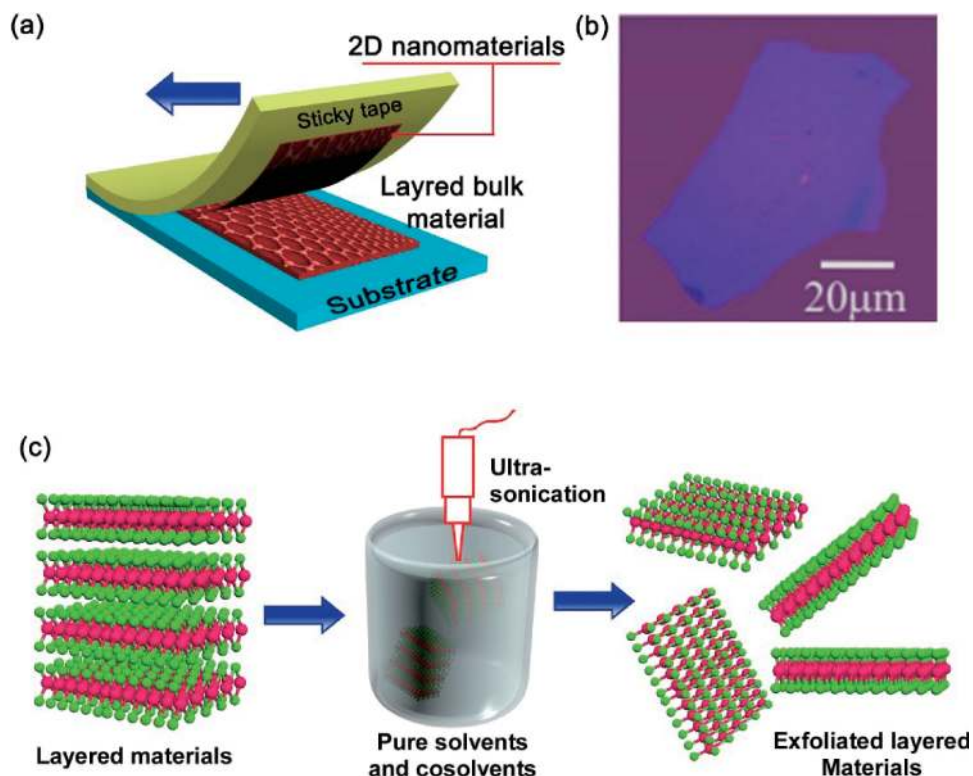 (a)
2D nanomaterials
Sticky tape
Layred bulk
material
Substrate
(b)
20μm
(c)
Ultra-
sonication
Layered materials
Pure solvents
and cosolvents
Exfoliated layered
Materials